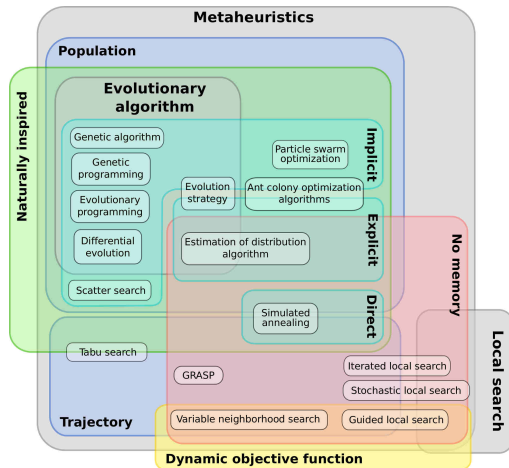 Metaheuristics
Population
Naturally inspired
Evolutionary
algorithm
Implicit
Genetic algorithm
Genetic
programming
Evolutionary
programming
Differential
evolution
Scatter search
Evolution
strategy
Particle swarm
optimization
Ant colony optimization
algorithms
Explicit
Estimation of distribution
algorithm
No memory
Direct
Simulated
annealing
Tabu search
GRASP
Iterated local search
Stochastic local search
Local search
Trajectory
Variable neighborhood search
Guided local search
Dynamic objective function